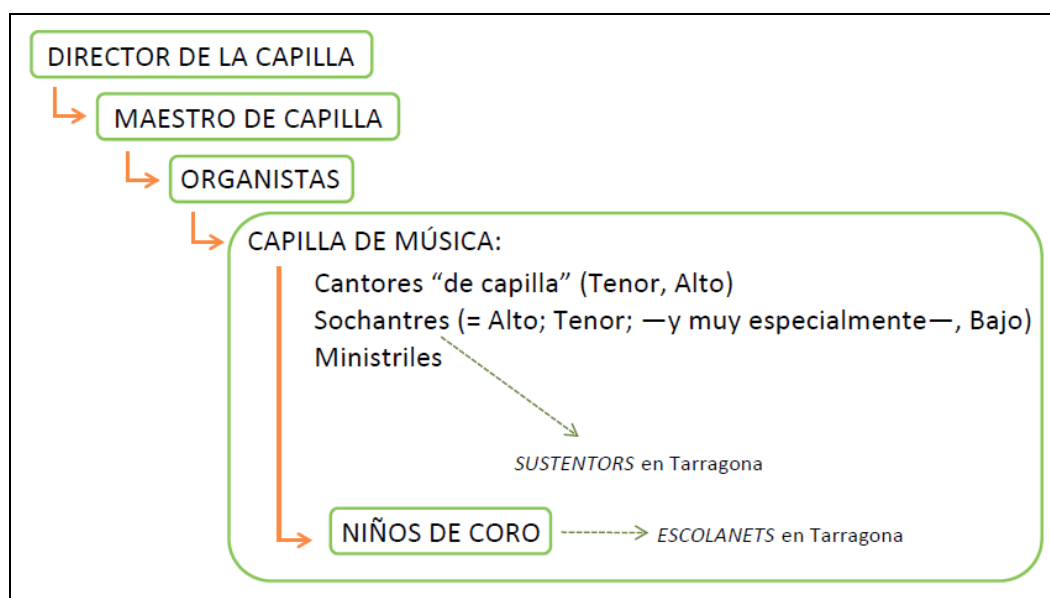 DIRECTOR DE LA CAPILLA
MAESTRO DE CAPILLA
ORGANISTAS
CAPILLA DE MÚSICA:
Cantores “de capilla” (Tenor, Alto)
Sochantres (= Alto; Tenor; —y muy especialmente—, Bajo)
Ministriles
SUSTENTORS en Tarragona
NIÑOS DE CORO
ESCOLANETS en Tarragona